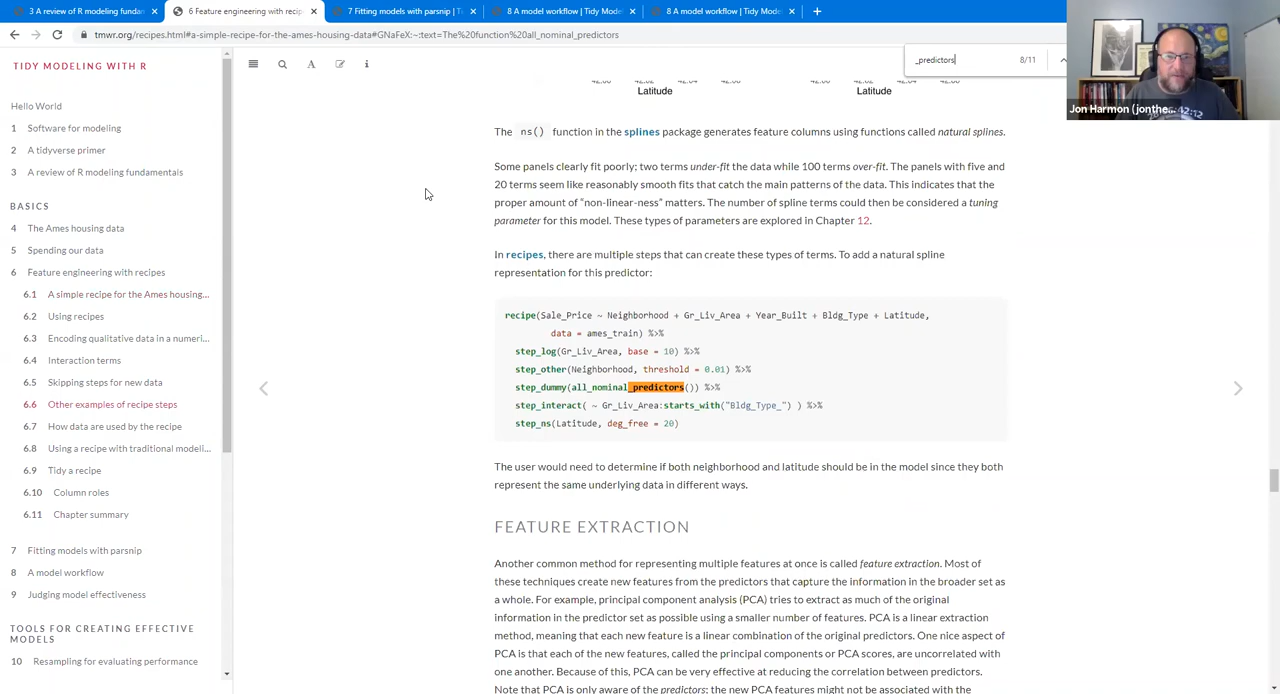 3 A review of R modeling fundam
6 Feature engineering with recip
7 Fitting models with parsnip | Ti
8 A model workflow | Tidy Model
8 A model workflow | Tidy Model
tmwr.org/recipes.html#a-simple-recipe-for-the-ames-housing-data#GNaFeX:~:text=The%20function%20all_nominal_predictors
_predictors 8/11
Jon Harmon (jonthe...
TIDY MODELING WITH R
Hello World
1 Software for modeling
2 A tidyverse primer
3 A review of R modeling fundamentals
BASICS
4 The Ames housing data
5 Spending our data
6 Feature engineering with recipes
6.1 A simple recipe for the Ames housing...
6.2 Using recipes
6.3 Encoding qualitative data in a numeri...
6.4 Interaction terms
6.5 Skipping steps for new data
6.6 Other examples of recipe steps
6.7 How data are used by the recipe
6.8 Using a recipe with traditional modeli...
6.9 Tidy a recipe
6.10 Column roles
6.11 Chapter summary
7 Fitting models with parsnip
8 A model workflow
9 Judging model effectiveness
TOOLS FOR CREATING EFFECTIVE
MODELS
10 Resampling for evaluating performance
Latitude Latitude
The ns() function in the splines package generates feature columns using functions called natural splines.
Some panels clearly fit poorly; two terms under-fit the data while 100 terms over-fit. The panels with five and
20 terms seem like reasonably smooth fits that catch the main patterns of the data. This indicates that the
proper amount of “non-linear-ness” matters. The number of spline terms could then be considered a tuning
parameter for this model. These types of parameters are explored in Chapter 12.
In recipes, there are multiple steps that can create these types of terms. To add a natural spline
representation for this predictor:
recipe(Sale_Price ~ Neighborhood + Gr_Liv_Area + Year_Built + Bldg_Type + Latitude,
data = ames_train) %>%
step_log(Gr_Liv_Area, base = 10) %>%
step_other(Neighborhood, threshold = 0.01) %>%
step_dummy(all_nominal_predictors()) %>%
step_interact( ~ Gr_Liv_Area:starts_with("Bldg_Type_") ) %>%
step_ns(Latitude, deg_free = 20)
The user would need to determine if both neighborhood and latitude should be in the model since they both
represent the same underlying data in different ways.
FEATURE EXTRACTION
Another common method for representing multiple features at once is called feature extraction. Most of
these techniques create new features from the predictors that capture the information in the broader set as
a whole. For example, principal component analysis (PCA) tries to extract as much of the original
information in the predictor set as possible using a smaller number of features. PCA is a linear extraction
method, meaning that each new feature is a linear combination of the original predictors. One nice aspect of
PCA is that each of the new features, called the principal components or PCA scores, are uncorrelated with
one another. Because of this, PCA can be very effective at reducing the correlation between predictors.
Note that PCA is only aware of the predictors; the new PCA features might not be associated with the